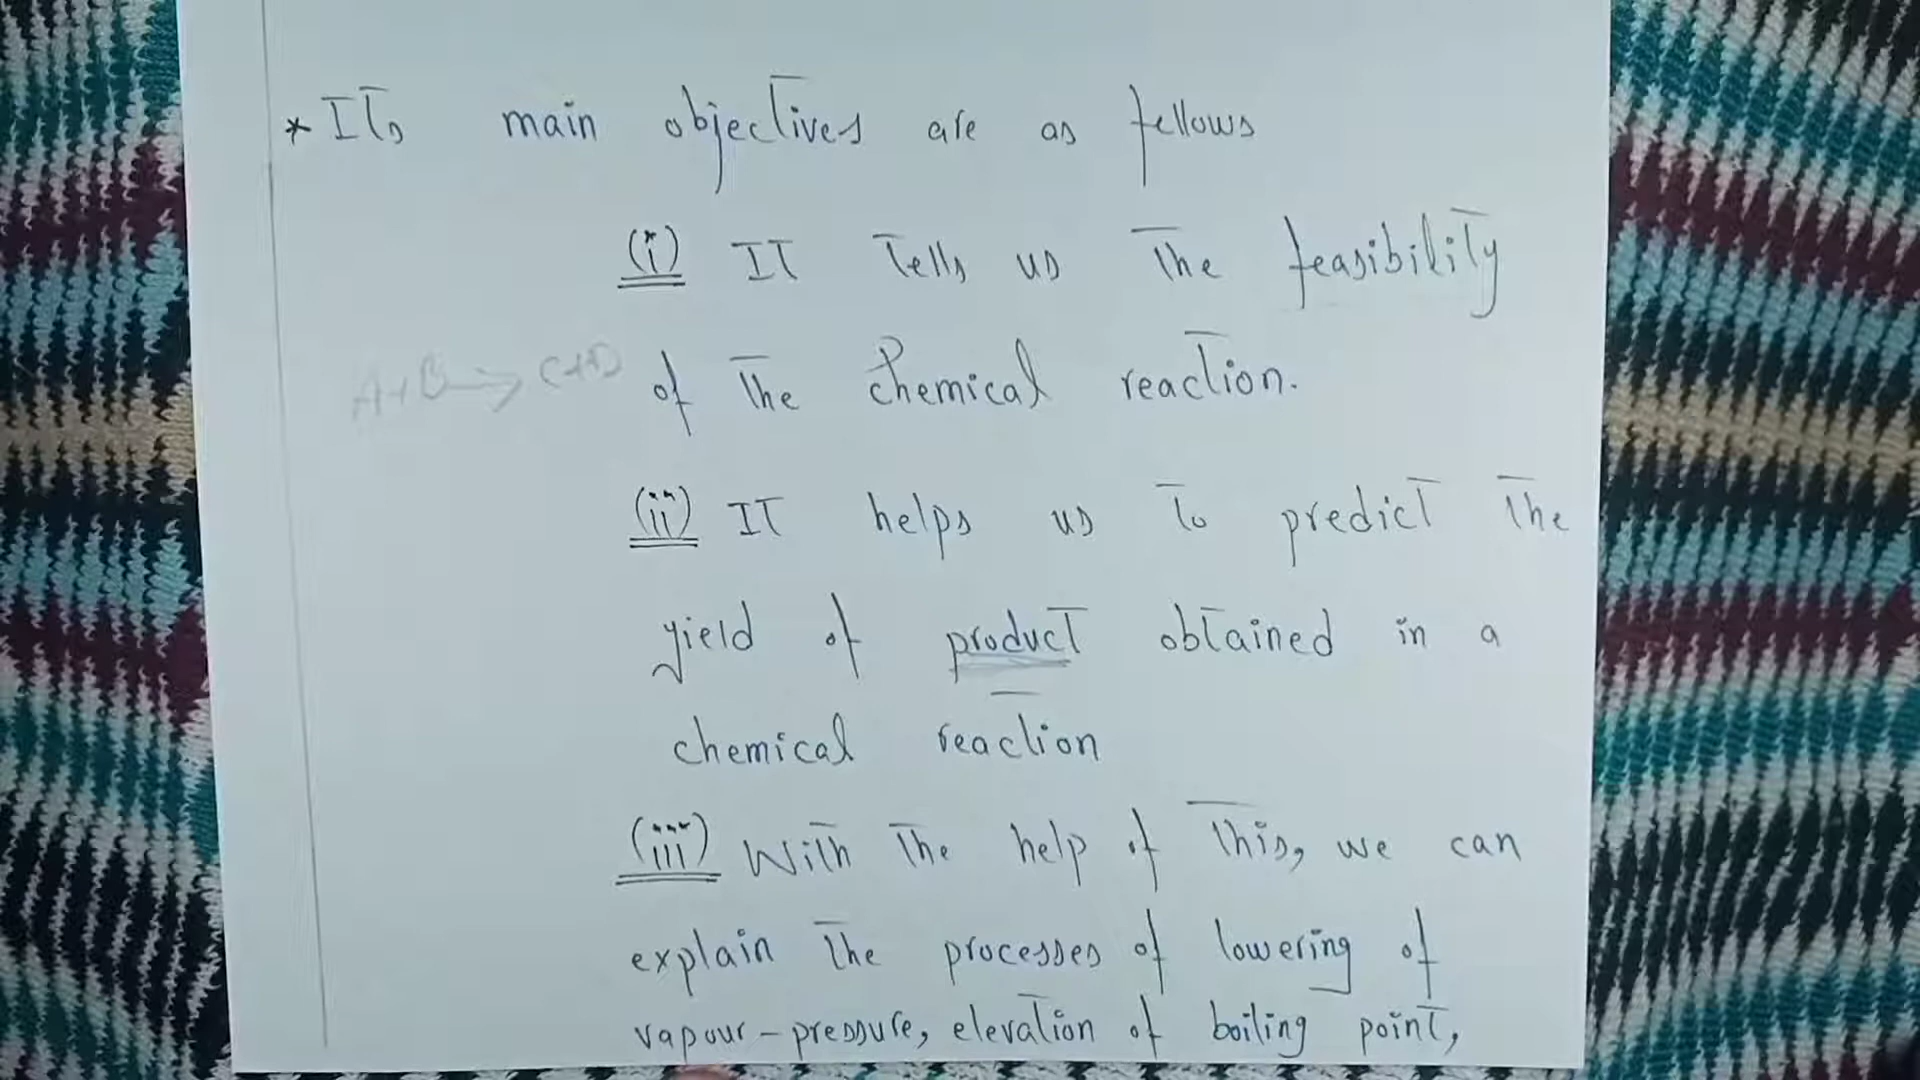 * Its main objectives are as fellows
(i) It tells us the feasibility
A+B → C+D of the chemical reaction.
(ii) It helps us to predict the
yield of product obtained in a
chemical reaction
(iii) With the help of this, we can
explain the processes of lowering of
vapour-pressure, elevation of boiling point,